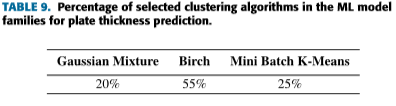 TABLE 9. Percentage of selected clustering algorithms in the ML model
families for plate thickness prediction.
Gaussian Mixture Birch Mini Batch K-Means
20% 55% 25%